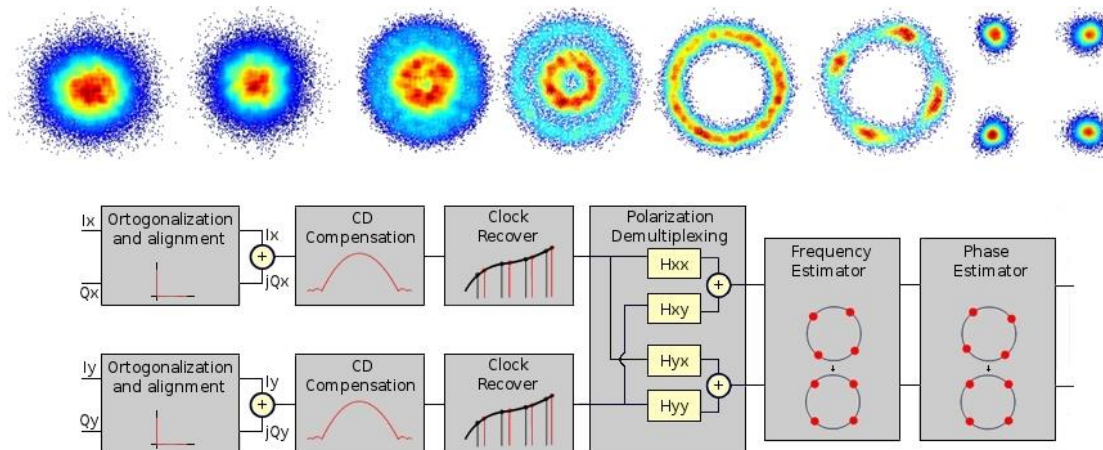 Ix
Qx
Ortogonalization
and alignment
Ix
+
jQx
CD
Compensation
Clock
Recover
Polarization
Demultiplexing
Hxx
Hxy
+
Hyx
Hyy
+
Frequency
Estimator
Phase
Estimator
Iy
Qy
Ortogonalization
and alignment
Iy
+
jQy
CD
Compensation
Clock
Recover